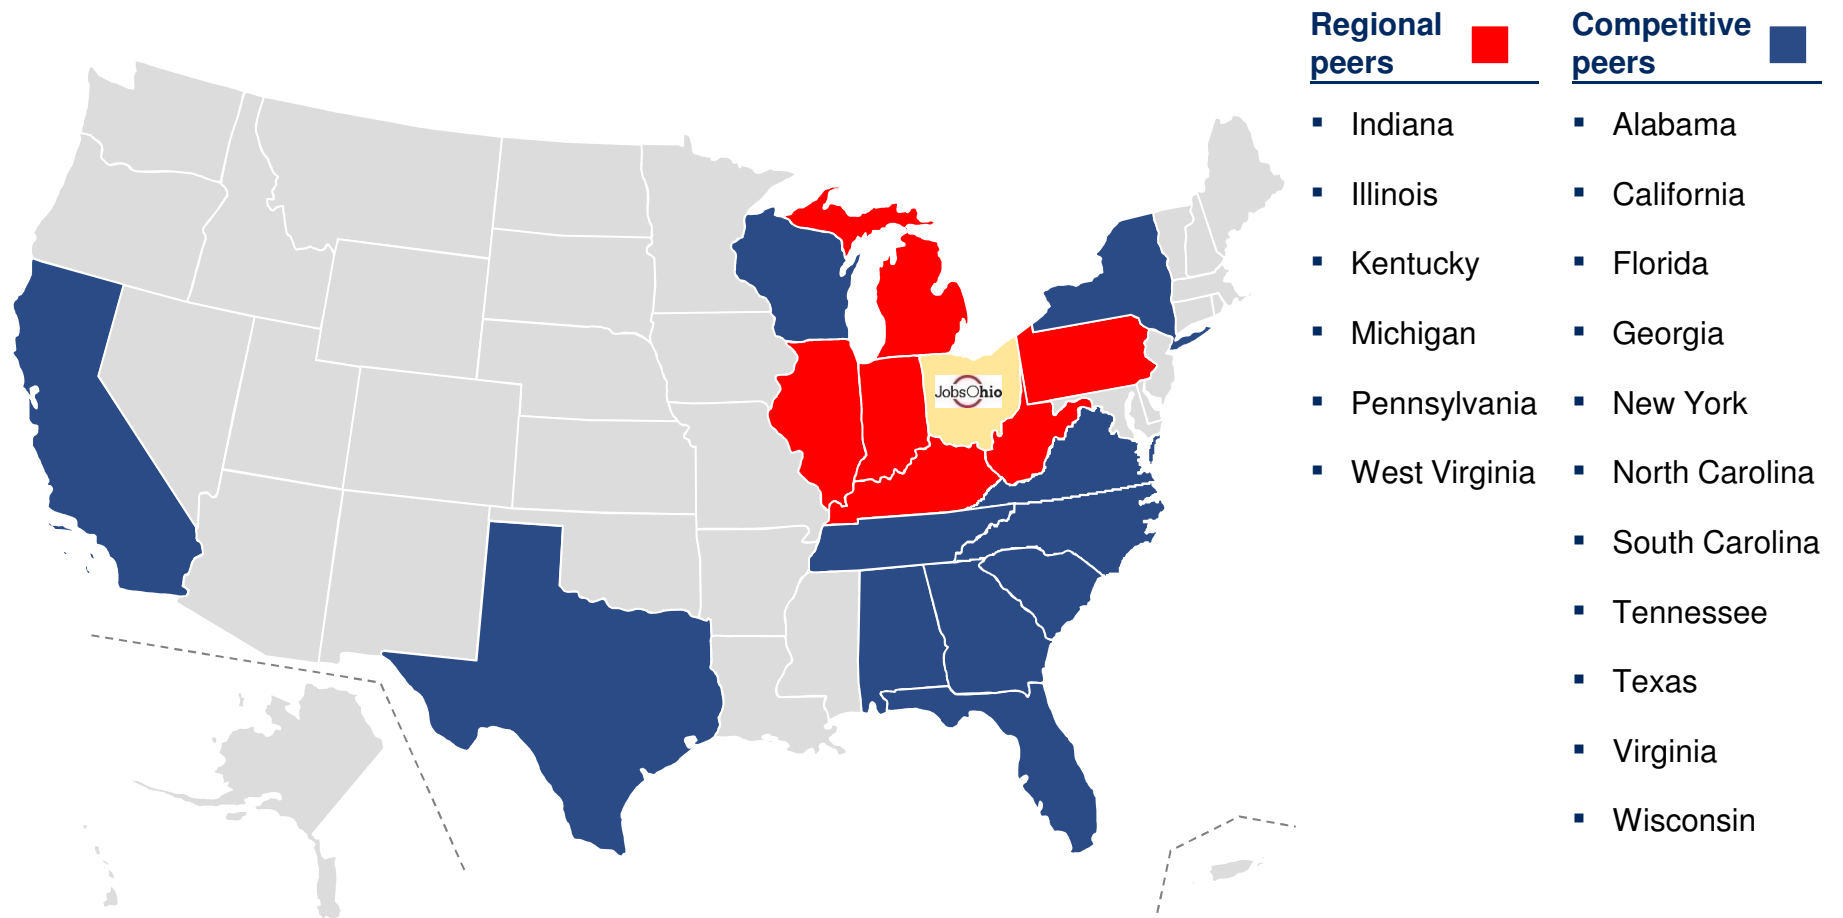 Regional
peers
Indiana
Illinois
Kentucky
Michigan
Pennsylvania
West Virginia
Competitive
peers
Alabama
California
Florida
Georgia
New York
North Carolina
South Carolina
Tennessee
Texas
Virginia
Wisconsin
JobsOhio